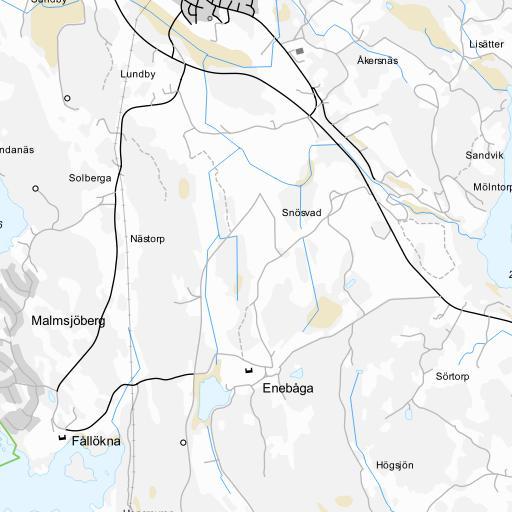 Lisätter
Åkersnäs
Lundby
Sandvik
Solberga
Mölntorp
Snösvad
Nästorp
Malmsjöberg
Sörtorp
Enebåga
Fållökna
Högsjön